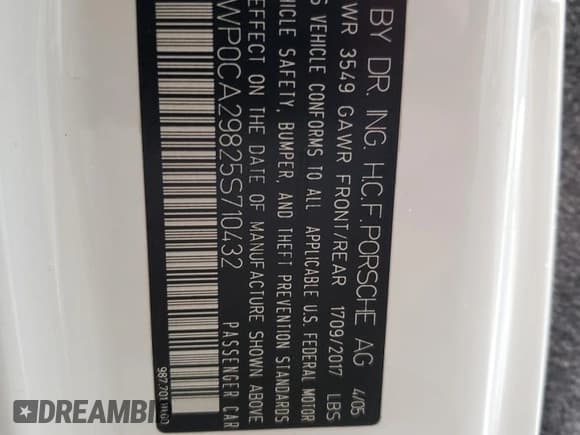 BY DR. ING. H.C.F.PORSCHE AG 4/05
WR 3549 GAWR FRONT/REAR 1709/2017 LBS
VEHICLE CONFORMS TO ALL APPLICABLE U.S. FEDERAL MOTOR
VEHICLE SAFETY, BUMPER, AND THEFT PREVENTION STANDARDS
EFFECT ON THE DATE OF MANUFACTURE SHOWN ABOVE
WP0CA29825S710432 PASSENGER CAR
DREAMBI